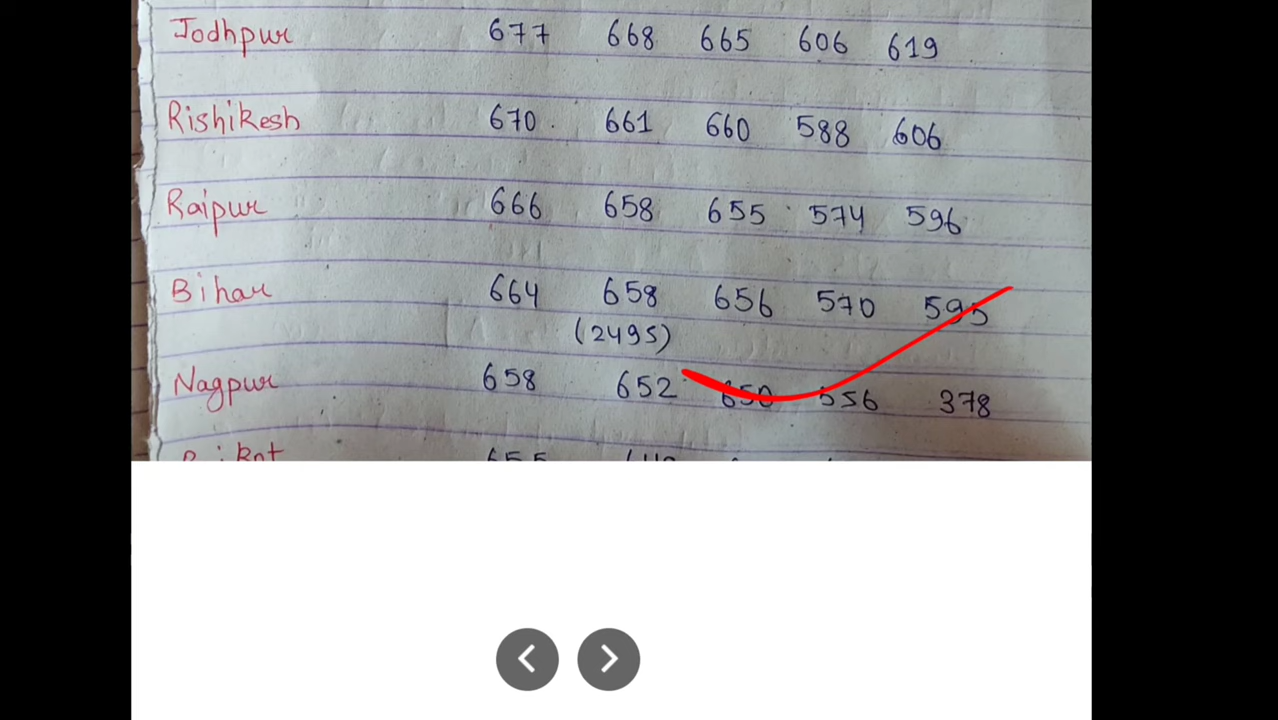 Jodhpur 677 668 665 606 619
Rishikesh 670 661 660 588 606
Raipur 666 658 655 574 596
Bihar 664 658 656 570 595
(2495)
Nagpur 658 652 650 556 378